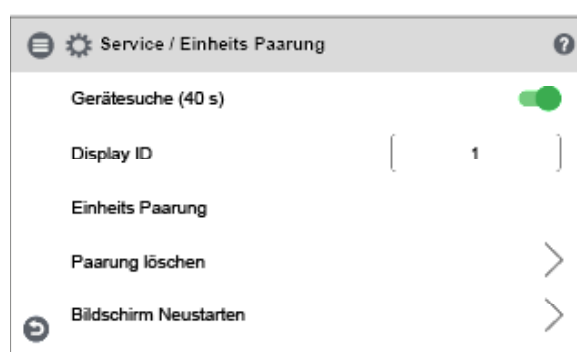 Service / Einheits Paarung
Gerätesuche (40 s)
Display ID 1
Einheits Paarung
Paarung löschen
Bildschirm Neustarten